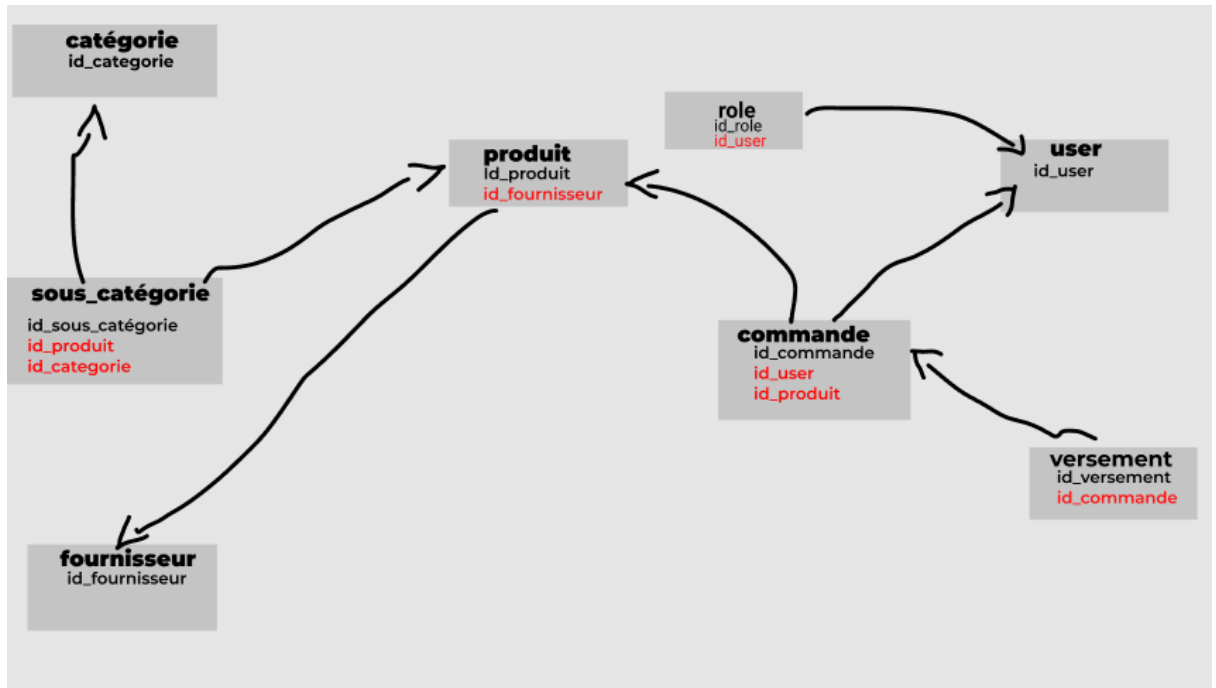 catégorie
id_categorie
role
id_role
id_user
produit
Id_produit
id_fournisseur
user
id_user
sous_catégorie
id_sous_catégorie
id_produit
id_categorie
commande
id_commande
id_user
id_produit
versement
id_versement
id_commande
fournisseur
id_fournisseur